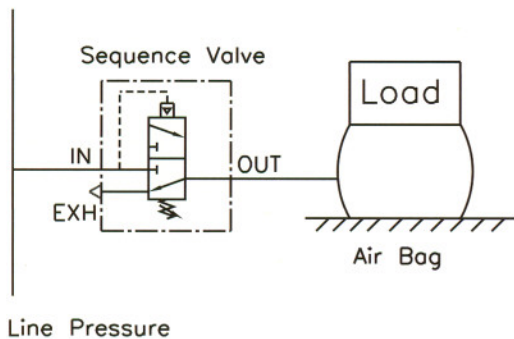 Sequence Valve
Load
IN
OUT
EXH
Air Bag
Line Pressure